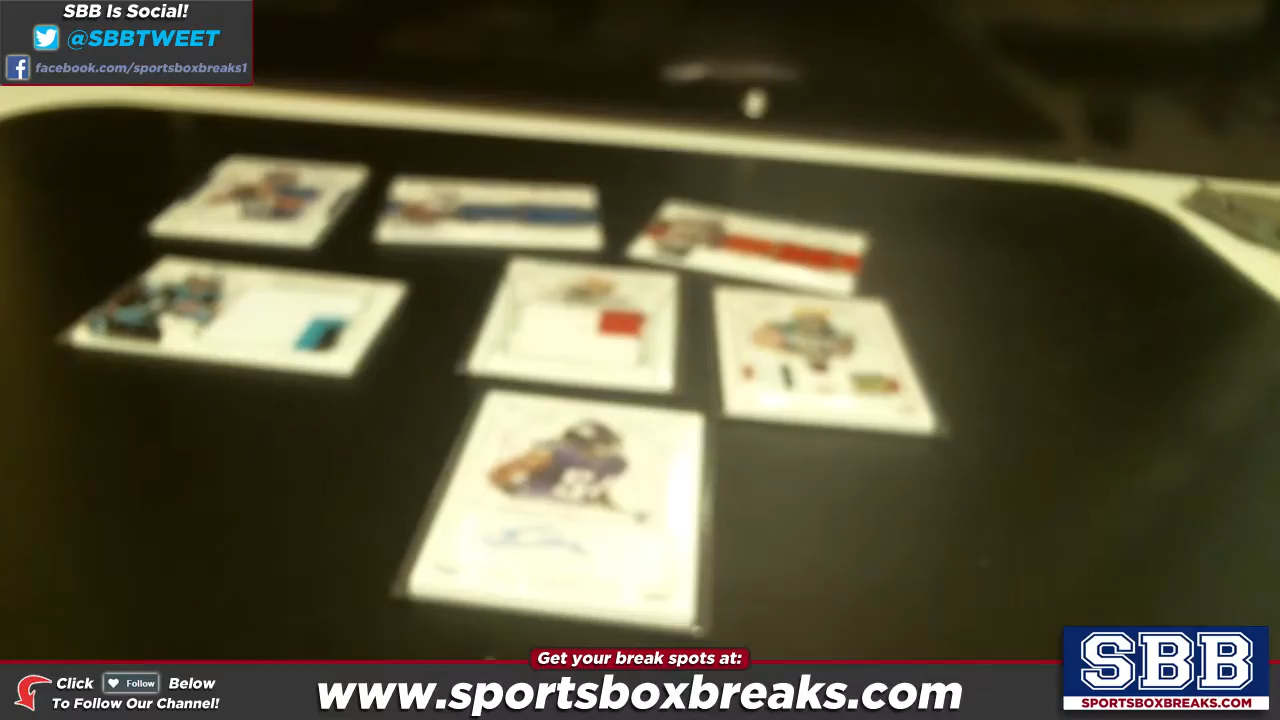 SBB Is Social!
@SBBTWEET
facebook.com/sportsboxbreaks1
Get your break spots at:
Click Follow Below
To Follow Our Channel!
www.sportsboxbreaks.com
SBB
SPORTSBOXBREAKS.COM